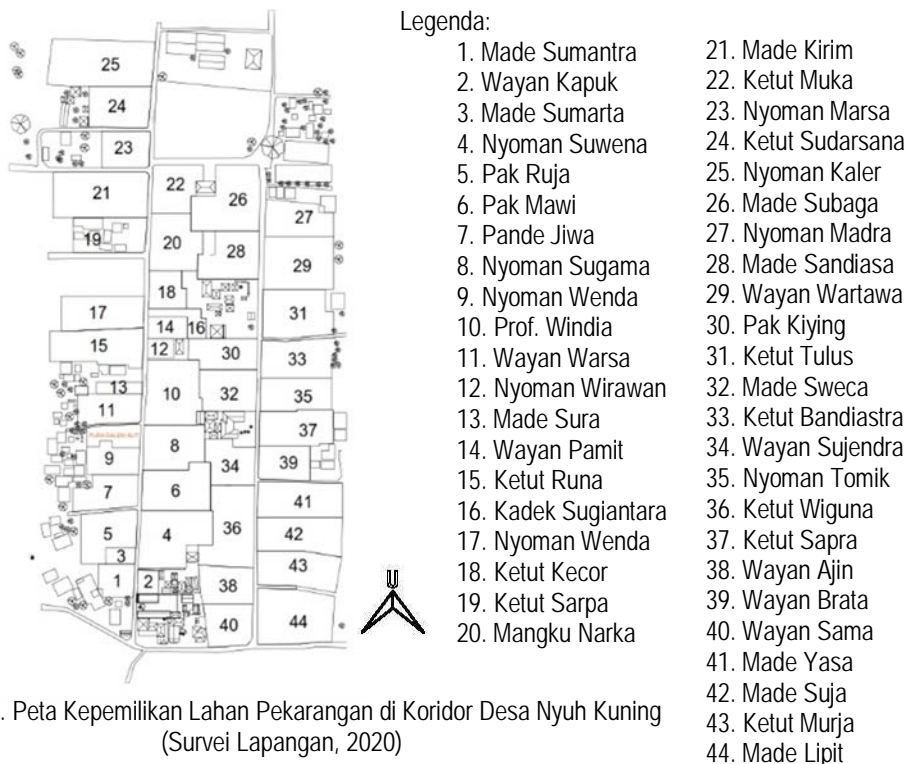 25
24
23
21
22
26
19
27
20
28
29
18
17
31
14
16
15
12
30
33
13
10
32
35
11
37
8
9
34
39
7
6
41
5
4
36
42
3
43
1
2
38
40
44
U
Legenda:
1. Made Sumantra
2. Wayan Kapuk
3. Made Sumarta
4. Nyoman Suwena
5. Pak Ruja
6. Pak Mawi
7. Pande Jiwa
8. Nyoman Sugama
9. Nyoman Wenda
10. Prof. Windia
11. Wayan Warsa
12. Nyoman Wirawan
13. Made Sura
14. Wayan Pamit
15. Ketut Runa
16. Kadek Sugiantara
17. Nyoman Wenda
18. Ketut Kecor
19. Ketut Sarpa
20. Mangku Narka
21. Made Kirim
22. Ketut Muka
23. Nyoman Marsa
24. Ketut Sudarsana
25. Nyoman Kaler
26. Made Subaga
27. Nyoman Madra
28. Made Sandiasa
29. Wayan Wartawa
30. Pak Kiying
31. Ketut Tulus
32. Made Sweca
33. Ketut Bandiastra
34. Wayan Sujendra
35. Nyoman Tomik
36. Ketut Wiguna
37. Ketut Sapra
38. Wayan Ajin
39. Wayan Brata
40. Wayan Sama
41. Made Yasa
42. Made Suja
43. Ketut Murja
44. Made Lipit
. Peta Kepemilikan Lahan Pekarangan di Koridor Desa Nyuh Kuning
(Survei Lapangan, 2020)